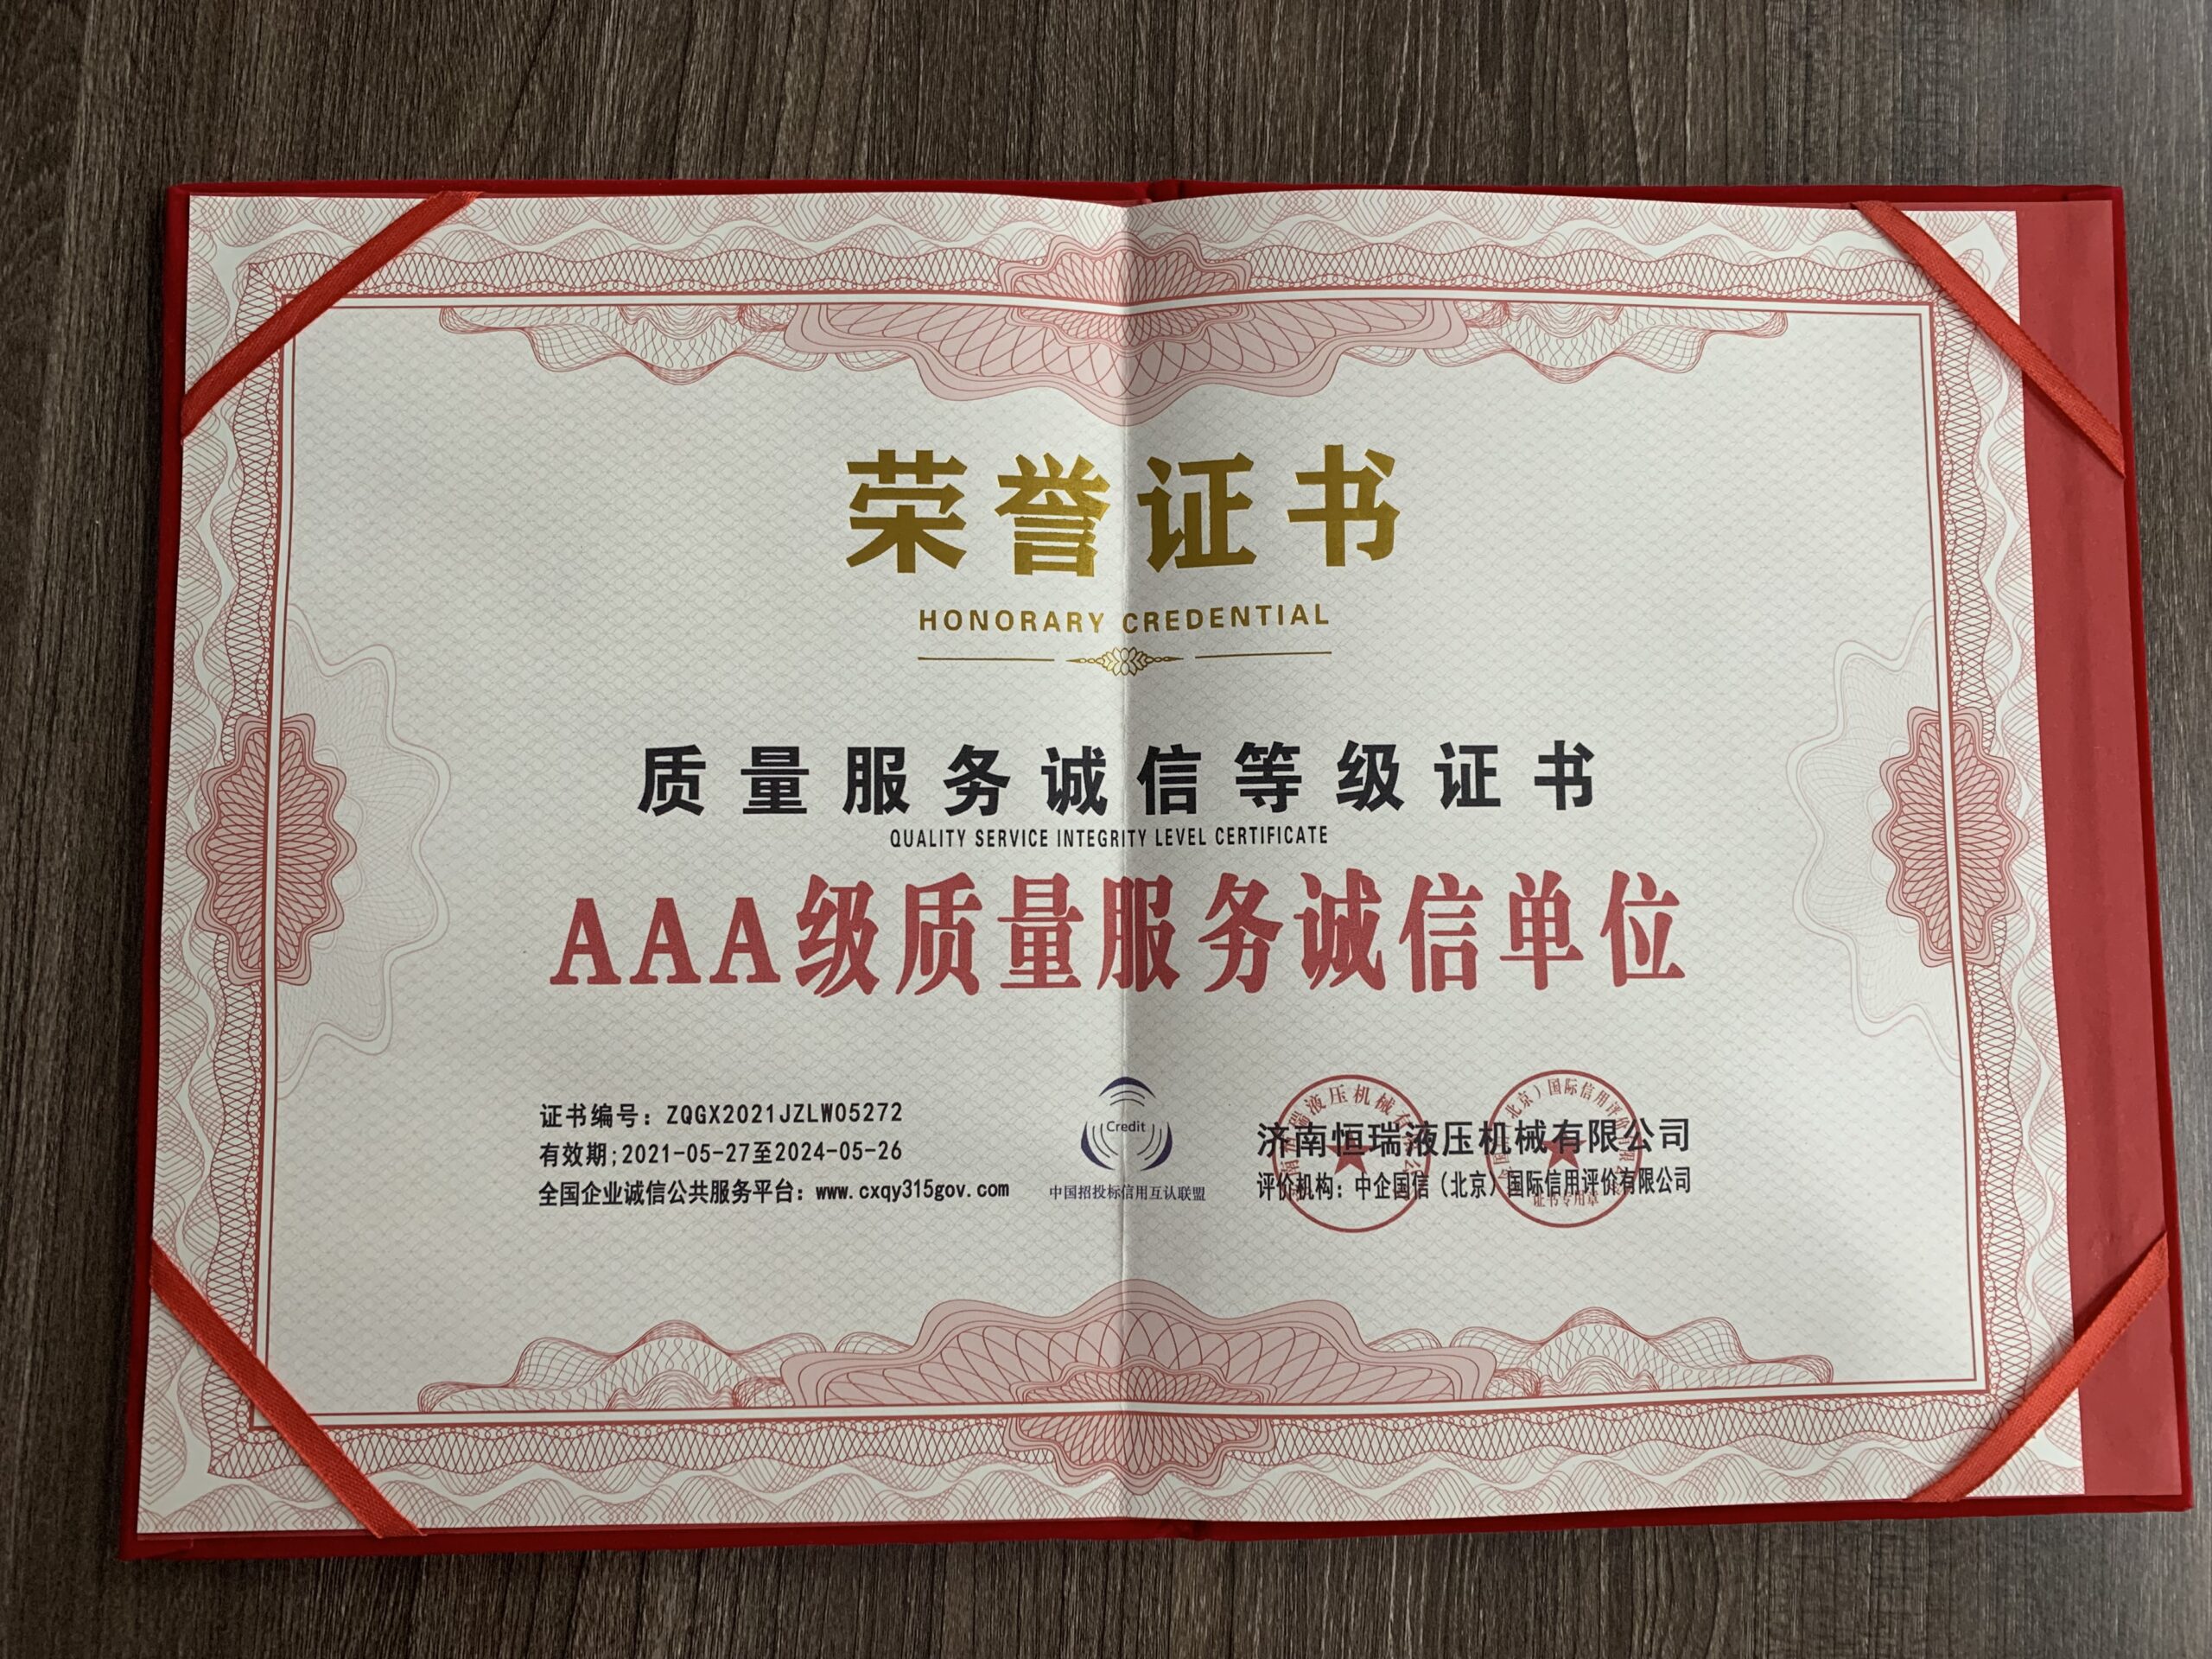 荣誉证书
HONORARY CREDENTIAL
质量服务诚信等级证书
QUALITY SERVICE INTEGRITY LEVEL CERTIFICATE
AAA级质量服务诚信单位
证书编号：ZQGX2021JZLW05272
有效期;2021-05-27至2024-05-26
全国企业诚信公共服务平台：www.cxqy315gov.com
Credit
中国招投标信用互认联盟
济南恒瑞液压机械有限公司
评价机构：中企国信（北京）国际信用评价有限公司
证书专用章